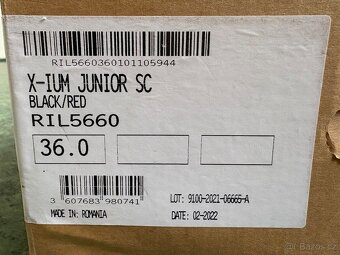 RIL5660360101105944
X-IUM JUNIOR SC
BLACK/RED
RIL5660
36.0
3 607683 980741
LOT: 9100-2021-06665-A
MADE IN: ROMANIA
DATE: 02-2022